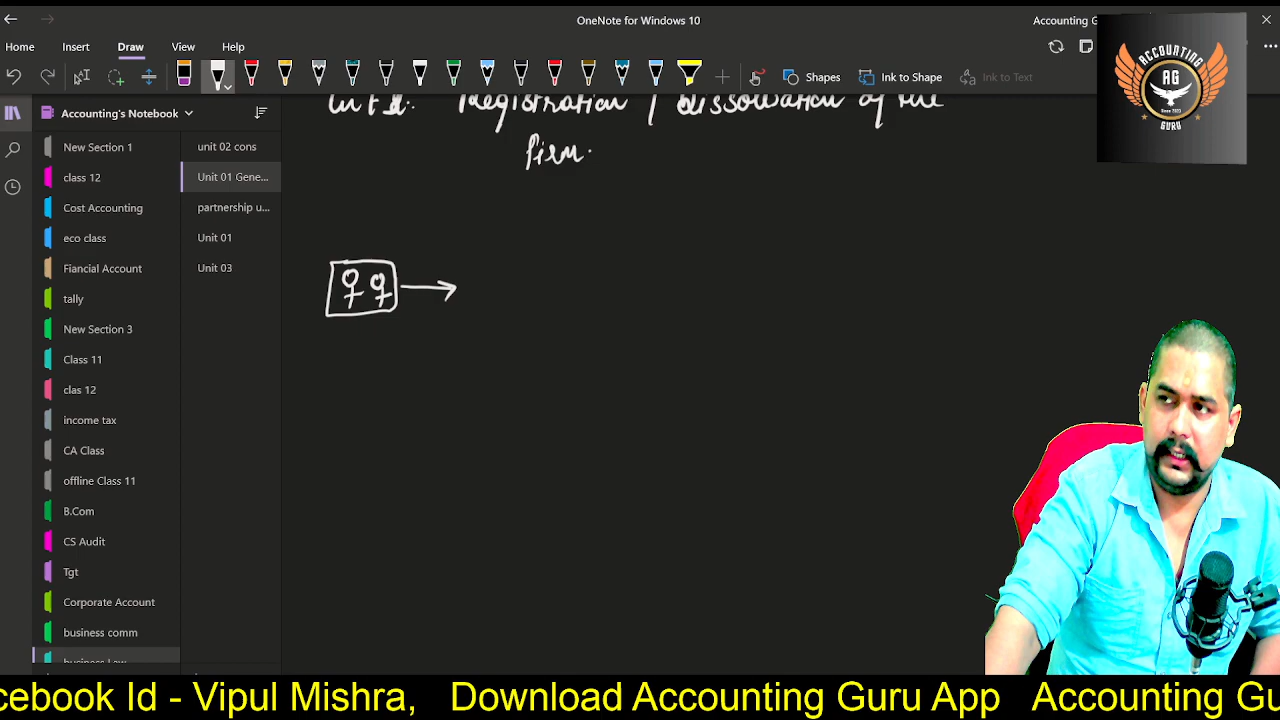 OneNote for Windows 10
Accounting G
Home Insert Draw View Help
Shapes Ink to Shape Ink to Text
Accounting's Notebook
New Section 1
class 12
Cost Accounting
eco class
Fiancial Account
tally
New Section 3
Class 11
clas 12
income tax
CA Class
offline Class 11
B.Com
CS Audit
Tgt
Corporate Account
business comm
business Law
unit 02 cons
Unit 01 Gene...
partnership u...
Unit 01
Unit 03
Registration / dissolution of the
firm.
ACCOUNTING
AG
Since 2020
GURU
cebook Id - Vipul Mishra, Download Accounting Guru App Accounting Gu